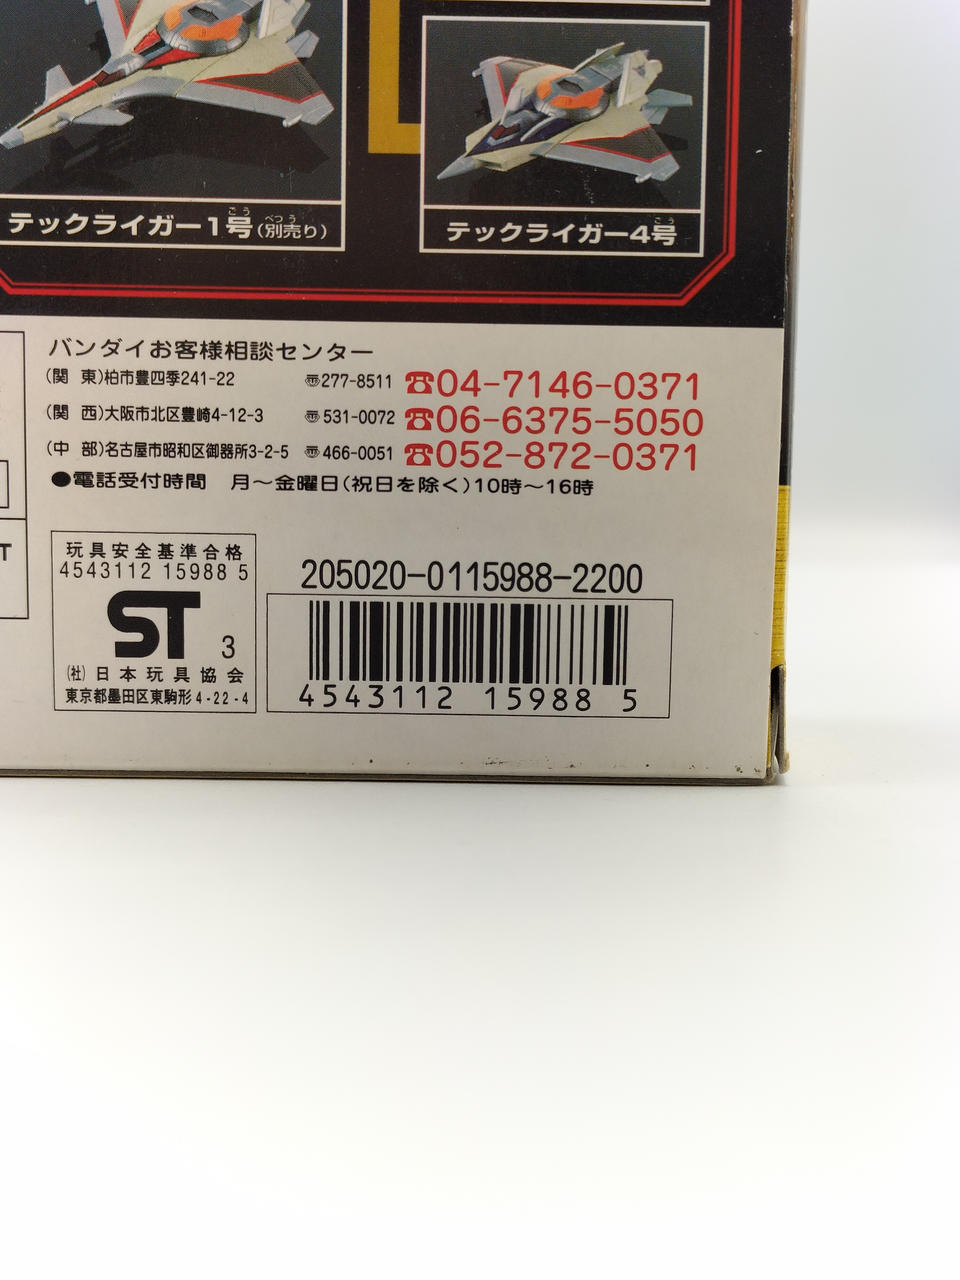 テックライガー1号(別売り)
ごう
べつう
テックライガー4号
ごう
バンダイお客様相談センター
(関 東)柏市豊四季241-22 〠277-8511 ☎04-7146-0371
(関 西)大阪市北区豊崎4-12-3 〠531-0072 ☎06-6375-5050
(中 部)名古屋市昭和区御器所3-2-5 〠466-0051 ☎052-872-0371
●電話受付時間 月～金曜日(祝日を除く)10時～16時
T
玩具安全基準合格
4543112 15988 5
ST 3
(社)日本玩具協会
東京都墨田区東駒形4-22-4
205020-0115988-2200
4543112 15988 5